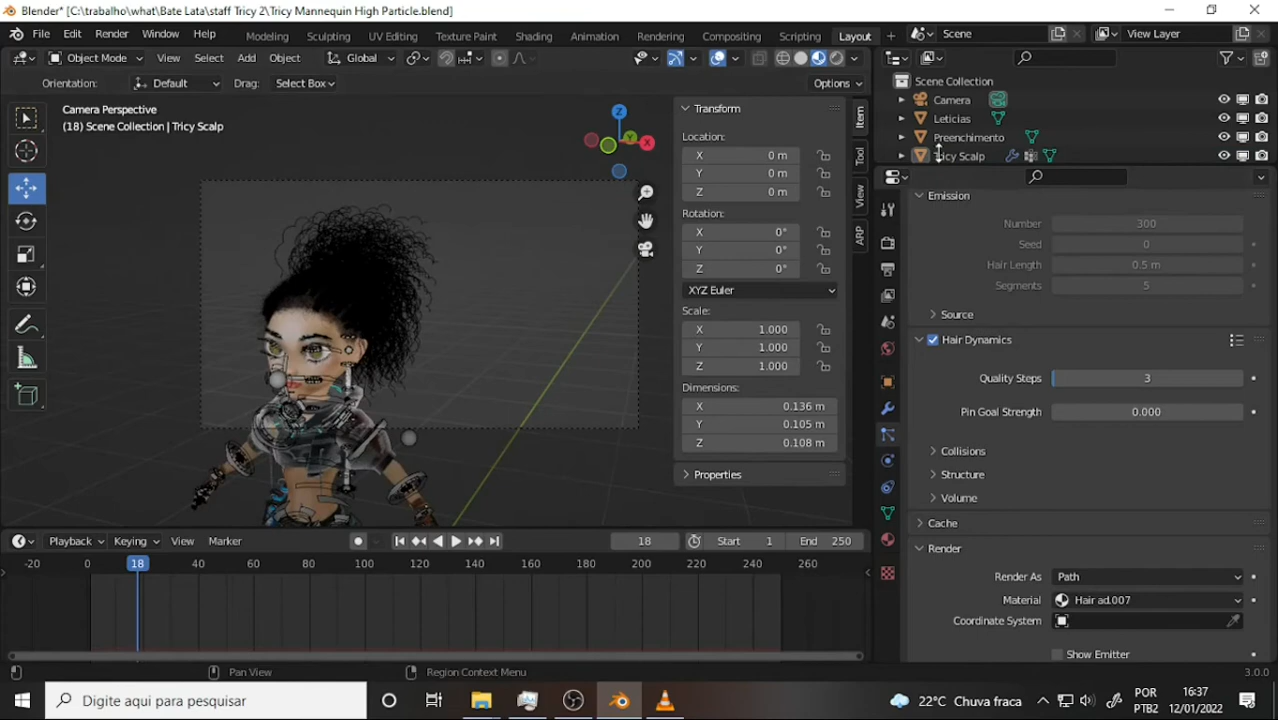 Blender* [C:\trabalho\what\Bate Lata\staff Tricy 2\Tricy Mannequin High Particle.blend]
File Edit Render Window Help Modeling Sculpting UV Editing Texture Paint Shading Animation Rendering Compositing Scripting Layout Scene View Layer
Object Mode View Select Add Object Global
Orientation: Default Drag: Select Box Options
Camera Perspective
(18) Scene Collection | Tricy Scalp
Transform
Location:
X 0 m
Y 0 m
Z 0 m
Rotation:
X 0°
Y 0°
Z 0°
XYZ Euler
Scale:
X 1.000
Y 1.000
Z 1.000
Dimensions:
X 0.136 m
Y 0.105 m
Z 0.108 m
Properties
Item
Tool
View
ARP
X
Y
Z
Scene Collection
Camera
Leticias
Preenchimento
Tricy Scalp
Emission
Number 300
Seed 0
Hair Length 0.5 m
Segments 5
Source
Hair Dynamics
Quality Steps 3
Pin Goal Strength 0.000
Collisions
Structure
Volume
Cache
Render
Render As Path
Material Hair ad.007
Coordinate System
Show Emitter
Playback Keying View Marker 18 Start 1 End 250
-20 0 18 40 60 80 100 120 140 160 180 200 220 240 260
Pan View Region Context Menu 3.0.0
Digite aqui para pesquisar
22°C Chuva fraca
POR
PTB2
16:37
12/01/2022